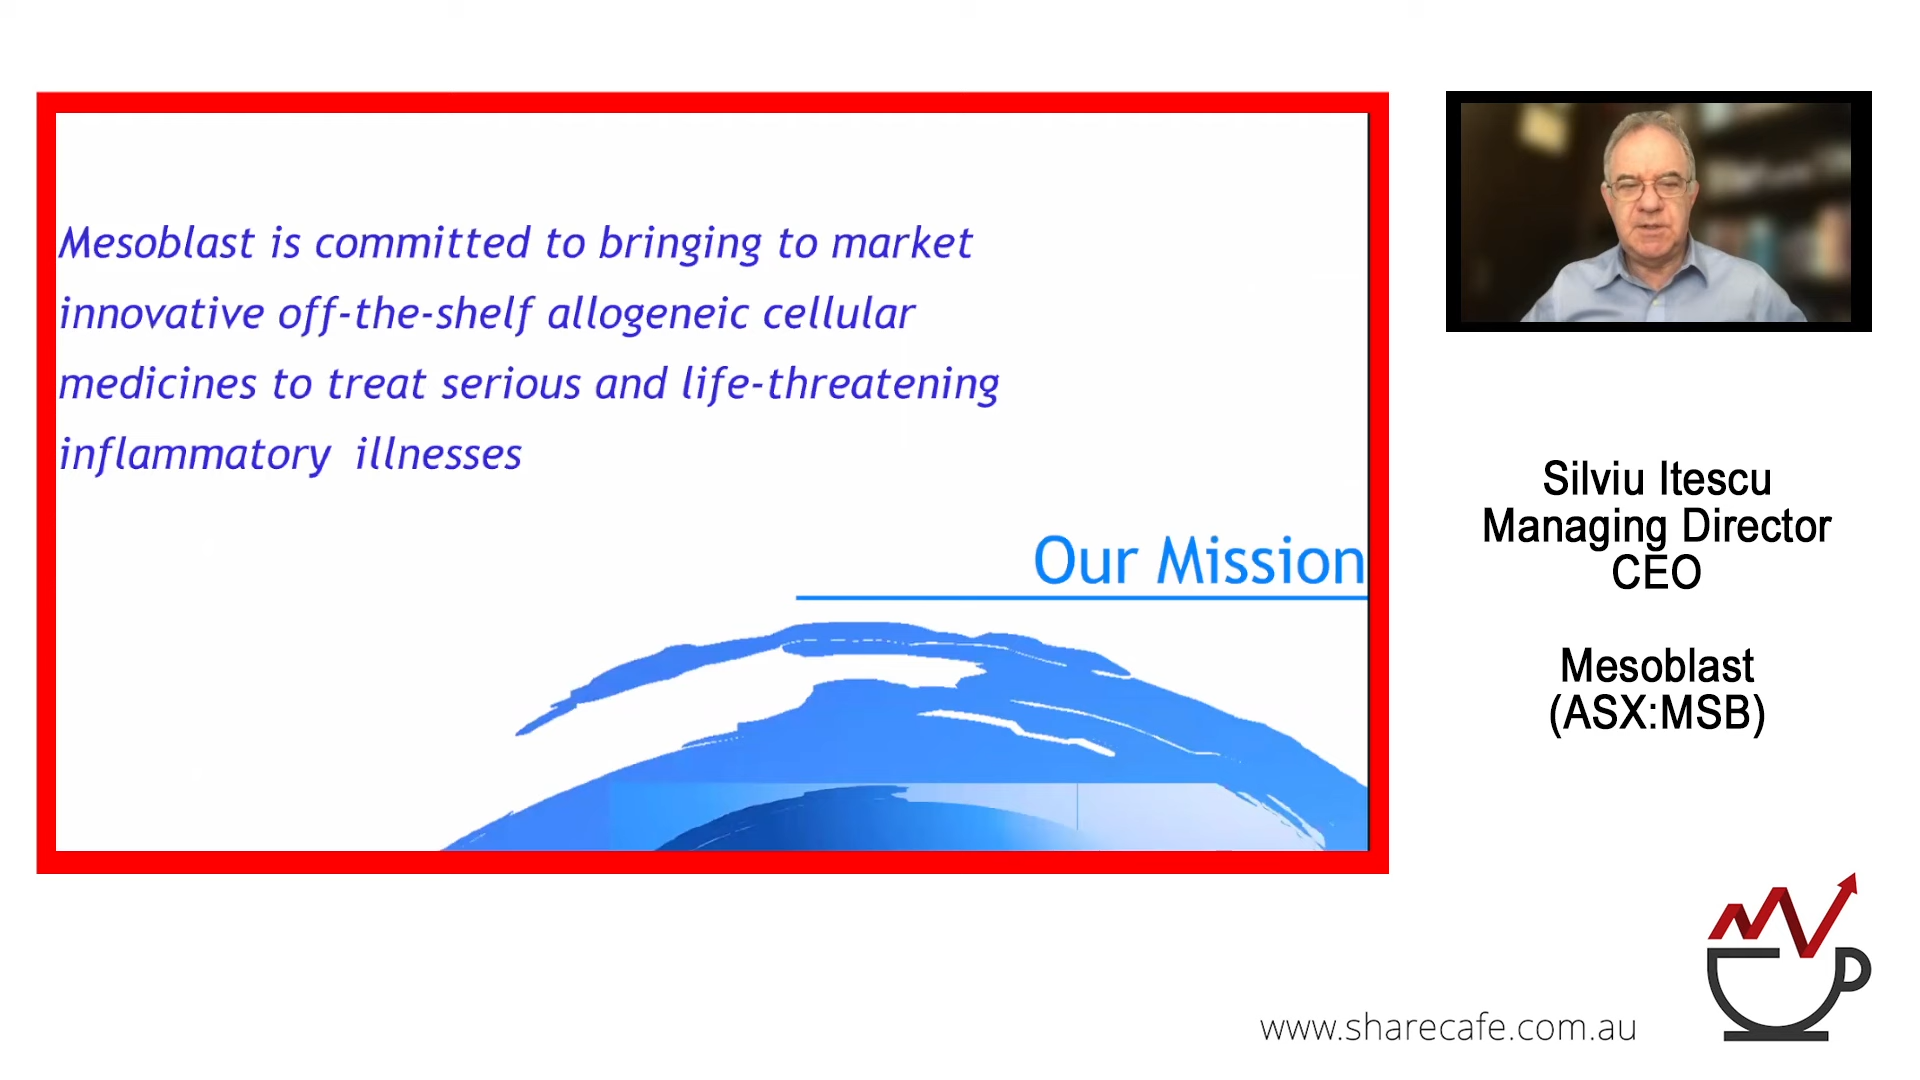 Mesoblast is committed to bringing to market
innovative off-the-shelf allogeneic cellular
medicines to treat serious and life-threatening
inflammatory illnesses
Our Mission
Silviu Itescu
Managing Director
CEO
Mesoblast
(ASX:MSB)
www.sharecafe.com.au